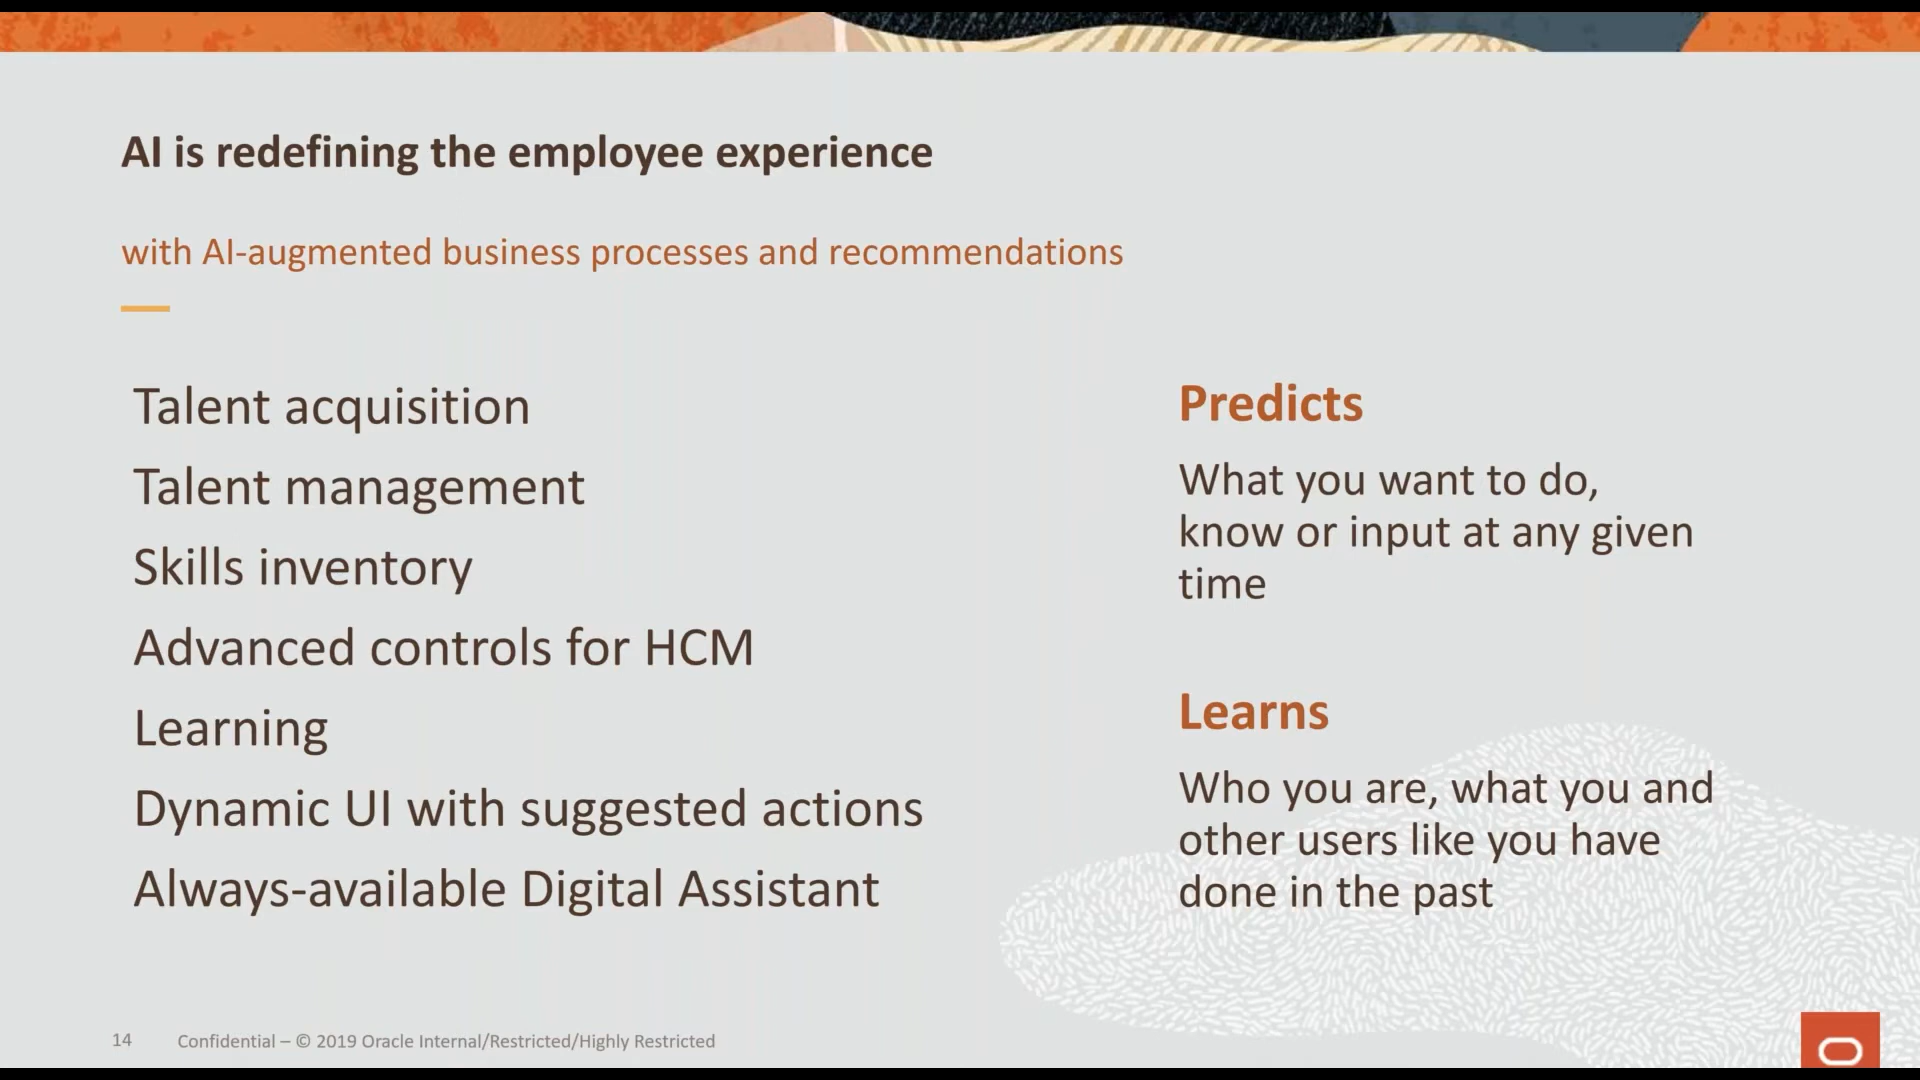 AI is redefining the employee experience
with AI-augmented business processes and recommendations
Talent acquisition
Talent management
Skills inventory
Advanced controls for HCM
Learning
Dynamic UI with suggested actions
Always-available Digital Assistant
Predicts
What you want to do,
know or input at any given
time
Learns
Who you are, what you and
other users like you have
done in the past
14 Confidential – © 2019 Oracle Internal/Restricted/Highly Restricted